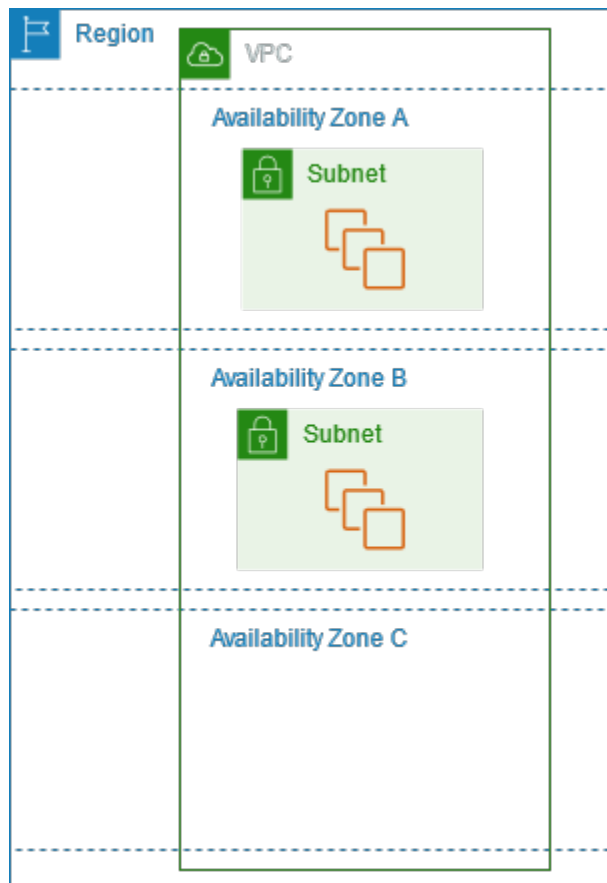 Region
VPC
Availability Zone A
Subnet
Availability Zone B
Subnet
Availability Zone C